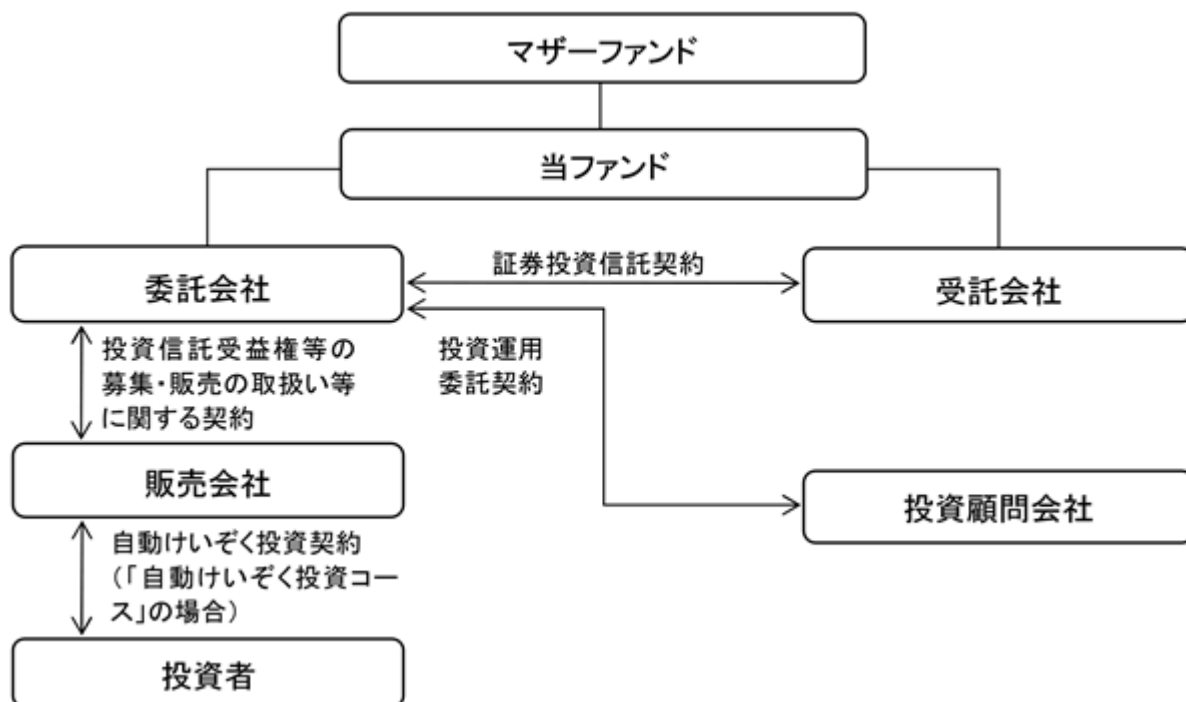 マザーファンド
当ファンド
委託会社
証券投資信託契約
受託会社
投資信託受益権等の
募集・販売の取扱い等
に関する契約
投資運用
委託契約
販売会社
投資顧問会社
自動けいぞく投資契約
(「自動けいぞく投資コー
ス」の場合)
投資者